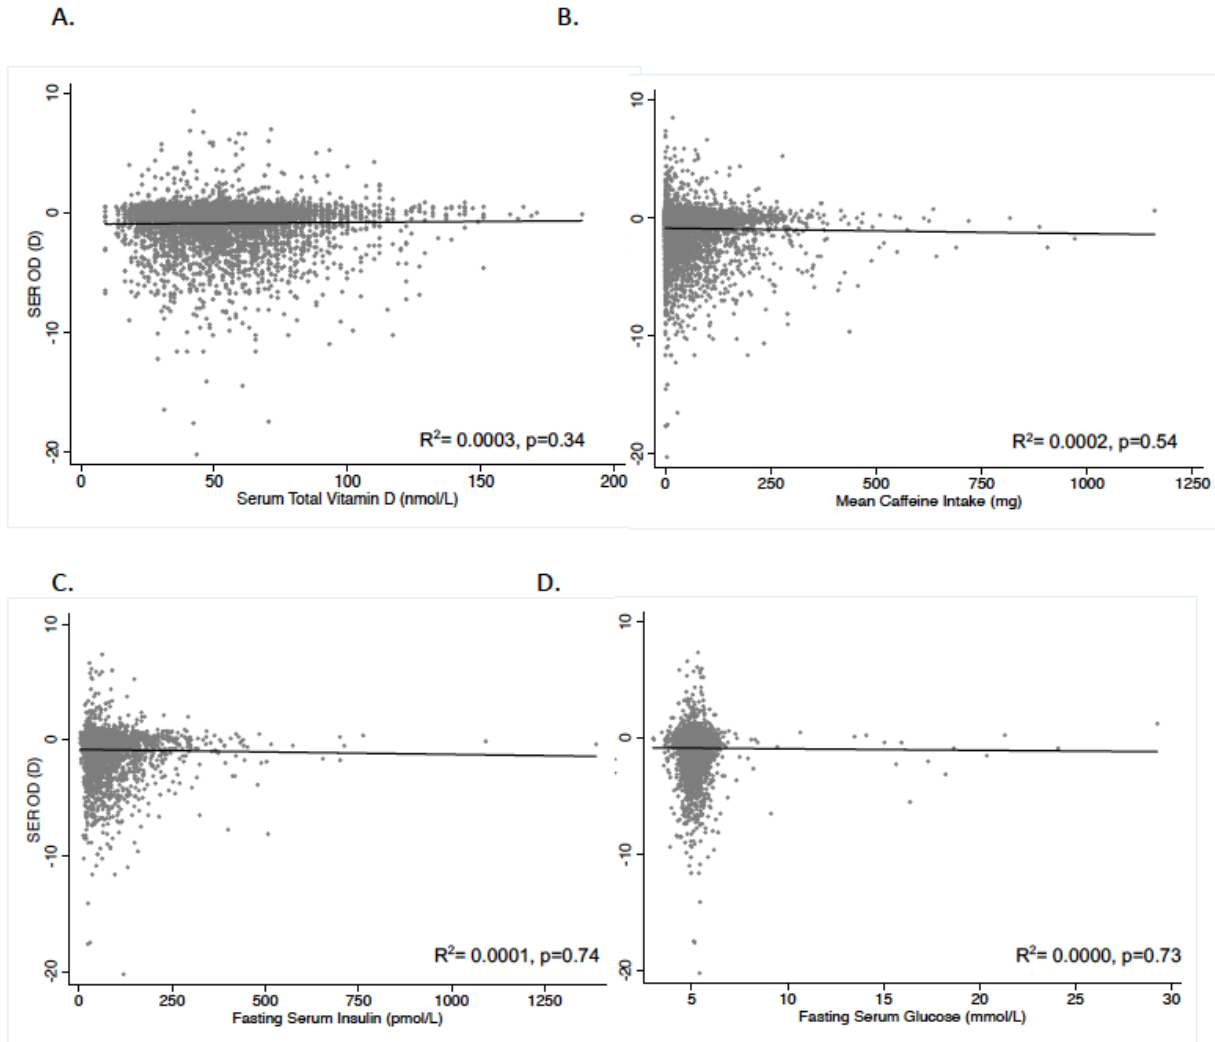 A.
B.
10
0
-10
-20
SER OD (D)
R²= 0.0003, p=0.34
0 50 100 150 200
Serum Total Vitamin D (nmol/L)
10
0
-10
-20
R²= 0.0002, p=0.54
0 250 500 750 1000 1250
Mean Caffeine Intake (mg)
C.
D.
10
0
-10
-20
SER OD (D)
R²= 0.0001, p=0.74
0 250 500 750 1000 1250
Fasting Serum Insulin (pmol/L)
10
0
-10
-20
R²= 0.0000, p=0.73
5 10 15 20 25 30
Fasting Serum Glucose (mmol/L)